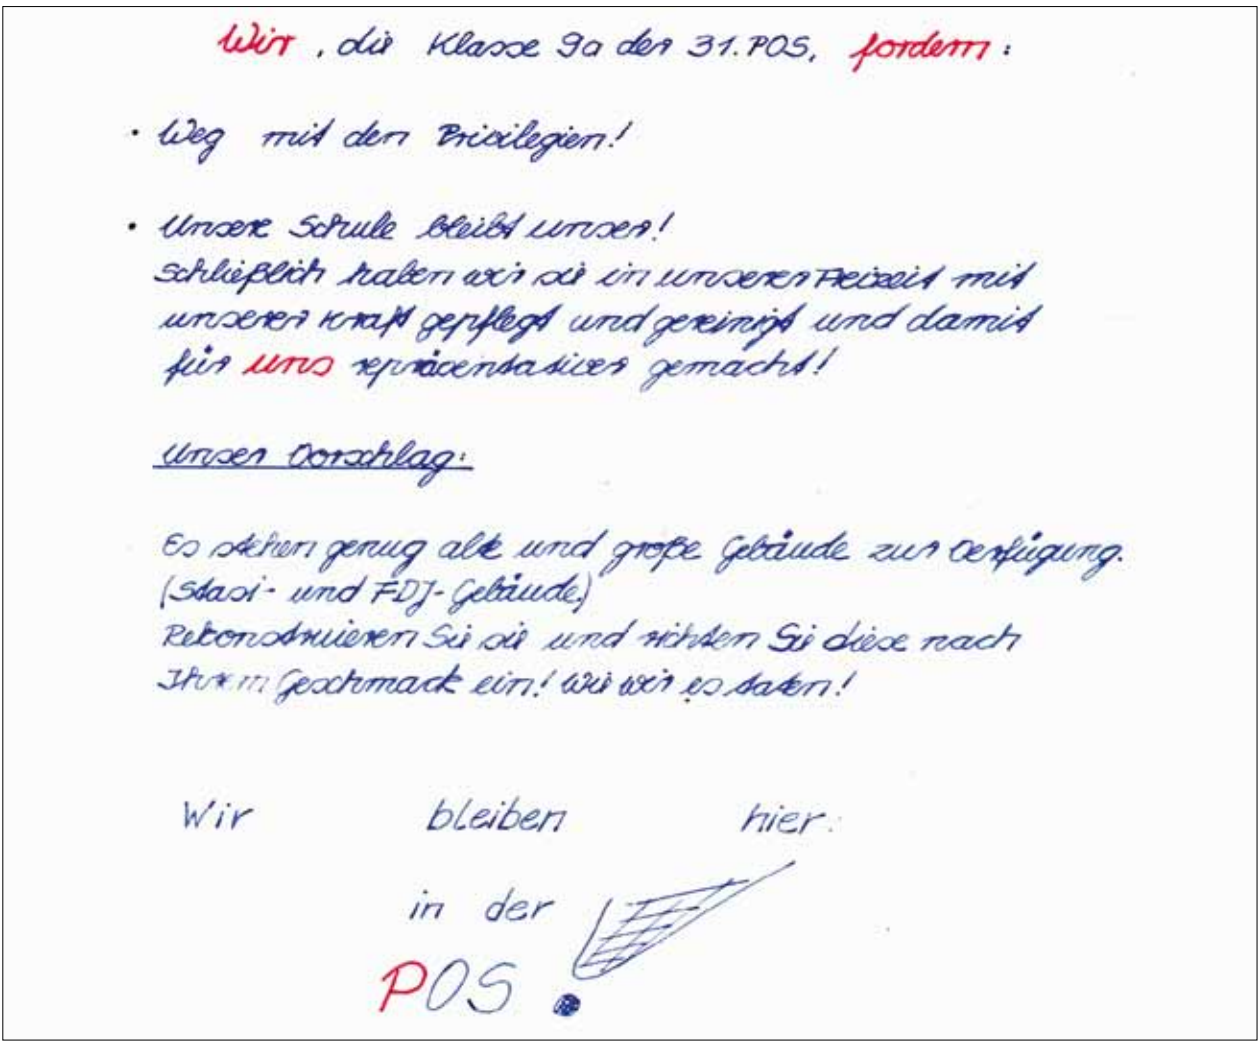 Wir, die Klasse 9a der 31. POS, fordern:
• Weg mit den Privilegien!
• Unsere Schule bleibt unser!
Schließlich haben wir sie in unserer Freizeit mit
unserer Kraft gepflegt und gereinigt und damit
für uns repräsentativer gemacht!
Unser Vorschlag:
Es stehen genug alte und große Gebäude zur Verfügung.
(Stasi- und FDJ-Gebäude)
Rekonstruieren Sie sie und richten Sie diese nach
Ihrem Geschmack ein! Wie wir es taten!
Wir bleiben hier:
in der
POS!